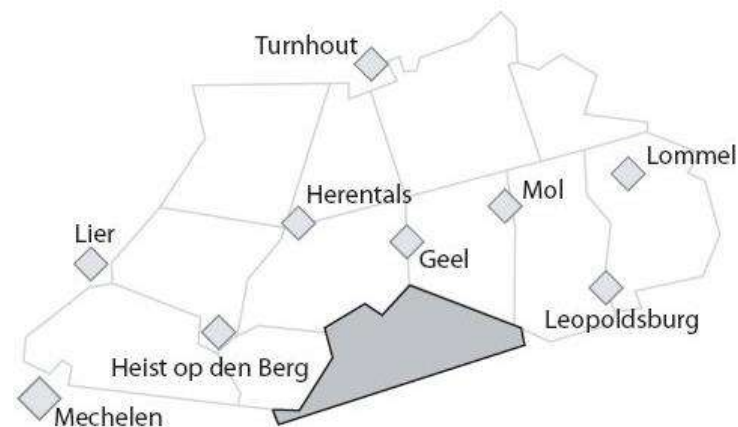 Turnhout
Lommel
Herentals
Mol
Lier
Geel
Leopoldsburg
Heist op den Berg
Mechelen